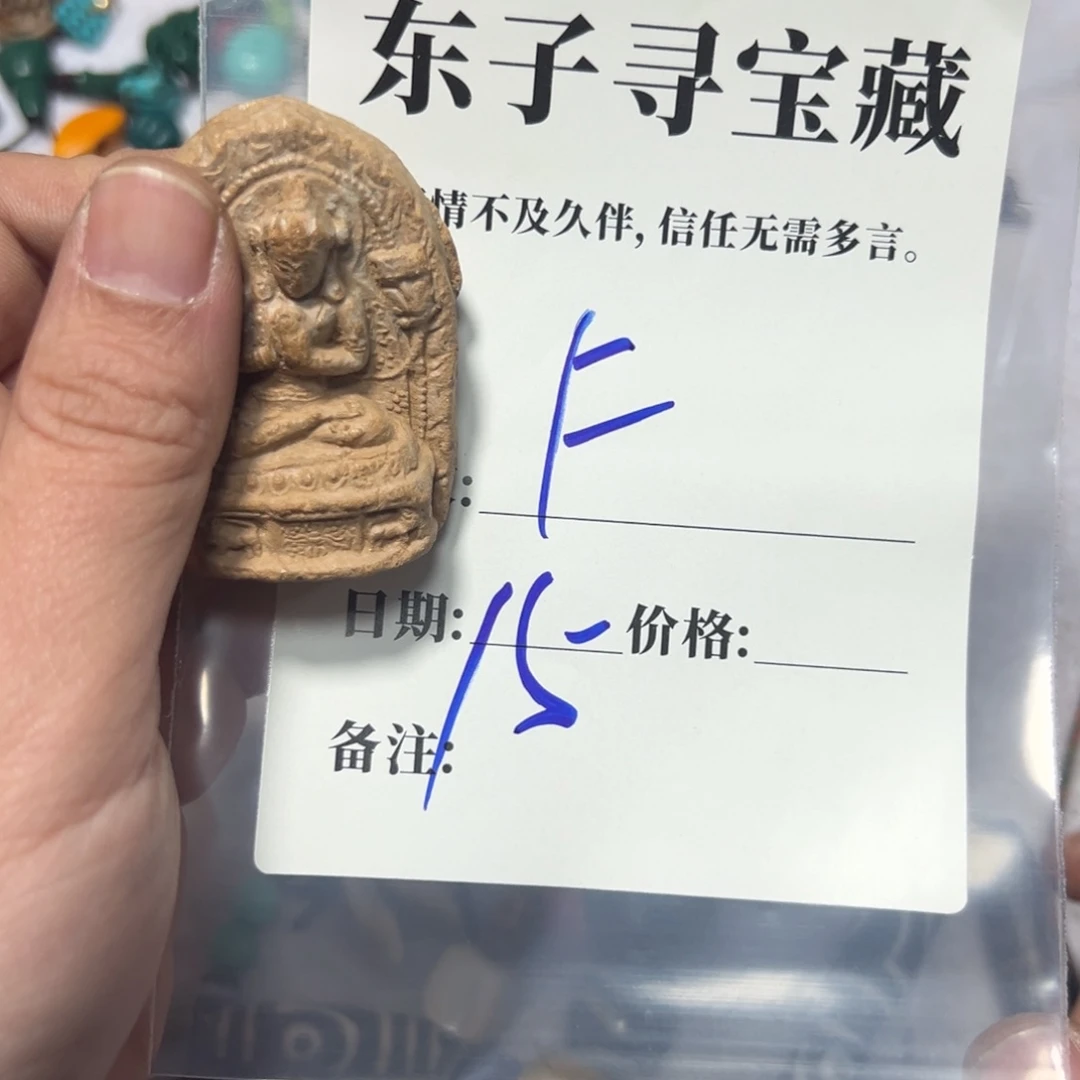 东子寻宝藏
情不及久伴，信任无需多言。
: F
日期: 15 价格:
备注: